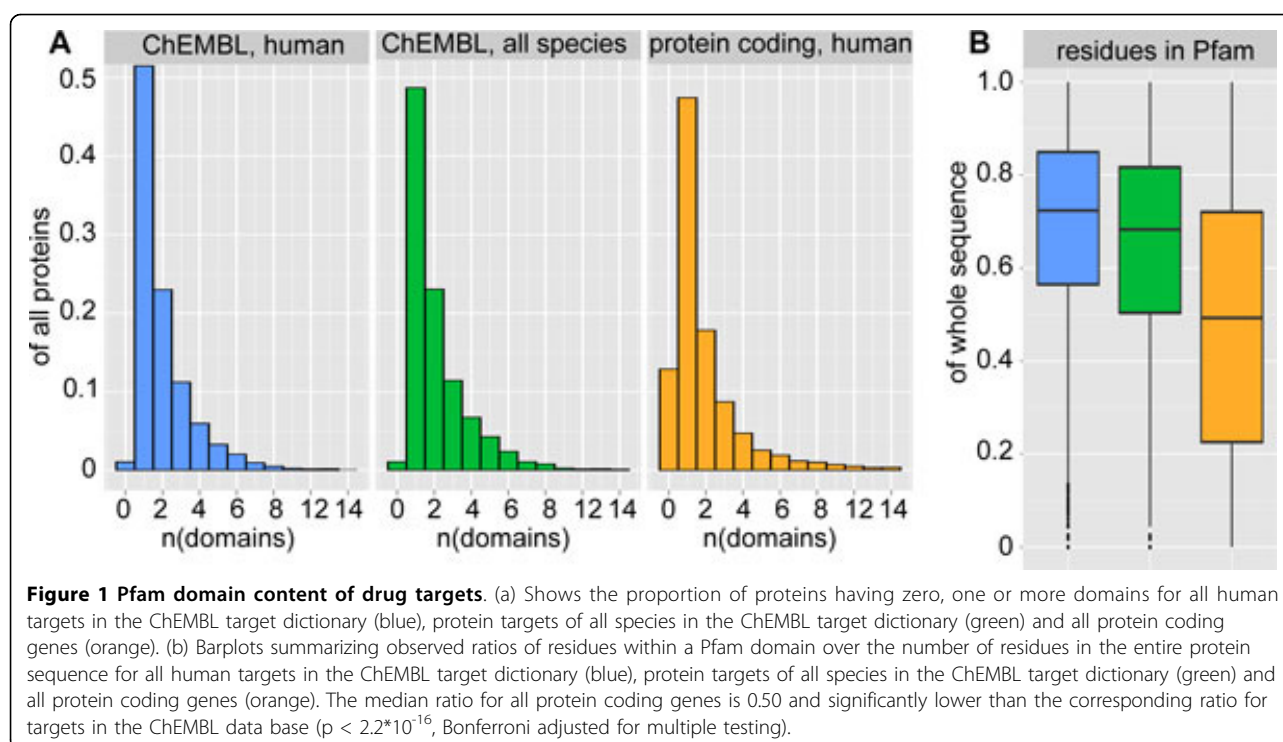 A
ChEMBL, human
ChEMBL, all species
protein coding, human
B
residues in Pfam
of all proteins
0.5
0.4
0.3
0.2
0.1
0
0 2 4 6 8 12 14
n(domains)
0 2 4 6 8 12 14
n(domains)
0 2 4 6 8 12 14
n(domains)
of whole sequence
1.0
0.8
0.6
0.4
0.2
0
Figure 1 Pfam domain content of drug targets. (a) Shows the proportion of proteins having zero, one or more domains for all human
targets in the ChEMBL target dictionary (blue), protein targets of all species in the ChEMBL target dictionary (green) and all protein coding
genes (orange). (b) Barplots summarizing observed ratios of residues within a Pfam domain over the number of residues in the entire protein
sequence for all human targets in the ChEMBL target dictionary (blue), protein targets of all species in the ChEMBL target dictionary (green) and
all protein coding genes (orange). The median ratio for all protein coding genes is 0.50 and significantly lower than the corresponding ratio for
targets in the ChEMBL data base (p < 2.2*10-16, Bonferroni adjusted for multiple testing).